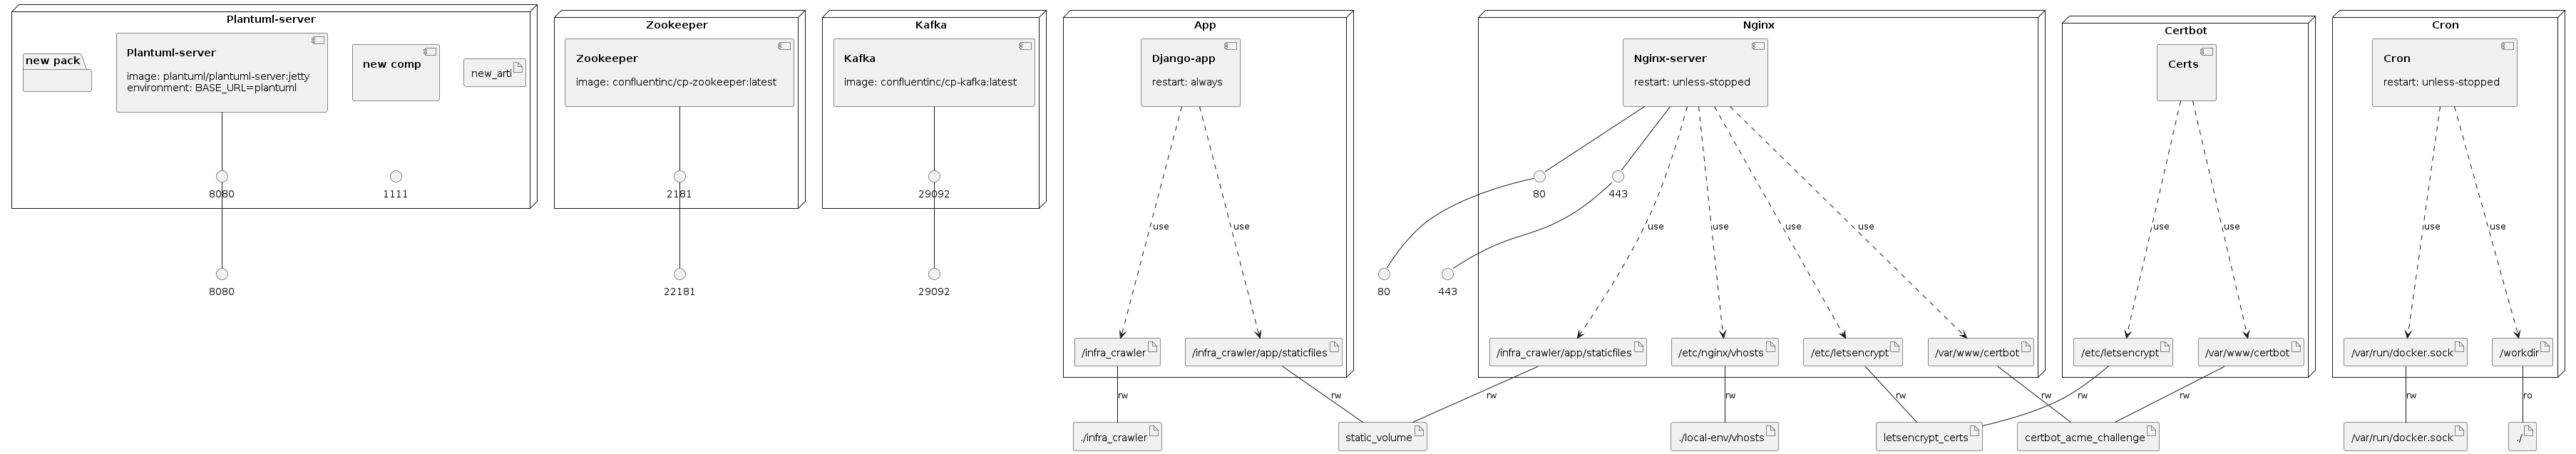 Plantuml-server
new pack
Plantuml-server
image: plantuml/plantuml-server:jetty
environment: BASE_URL=plantuml
new comp
new_arti
8080
1111
8080
Zookeeper
Zookeeper
image: confluentinc/cp-zookeeper:latest
2181
22181
Kafka
Kafka
image: confluentinc/cp-kafka:latest
29092
29092
App
Django-app
restart: always
use
use
/infra_crawler
/infra_crawler/app/staticfiles
rw
rw
./infra_crawler
static_volume
Nginx
Nginx-server
restart: unless-stopped
80
443
80
443
use
use
use
use
/infra_crawler/app/staticfiles
/etc/nginx/vhosts
/etc/letsencrypt
/var/www/certbot
rw
rw
rw
rw
./local-env/vhosts
letsencrypt_certs
certbot_acme_challenge
Certbot
Certs
use
use
/etc/letsencrypt
/var/www/certbot
rw
rw
Cron
Cron
restart: unless-stopped
use
use
/var/run/docker.sock
/workdir
rw
ro
/var/run/docker.sock
./